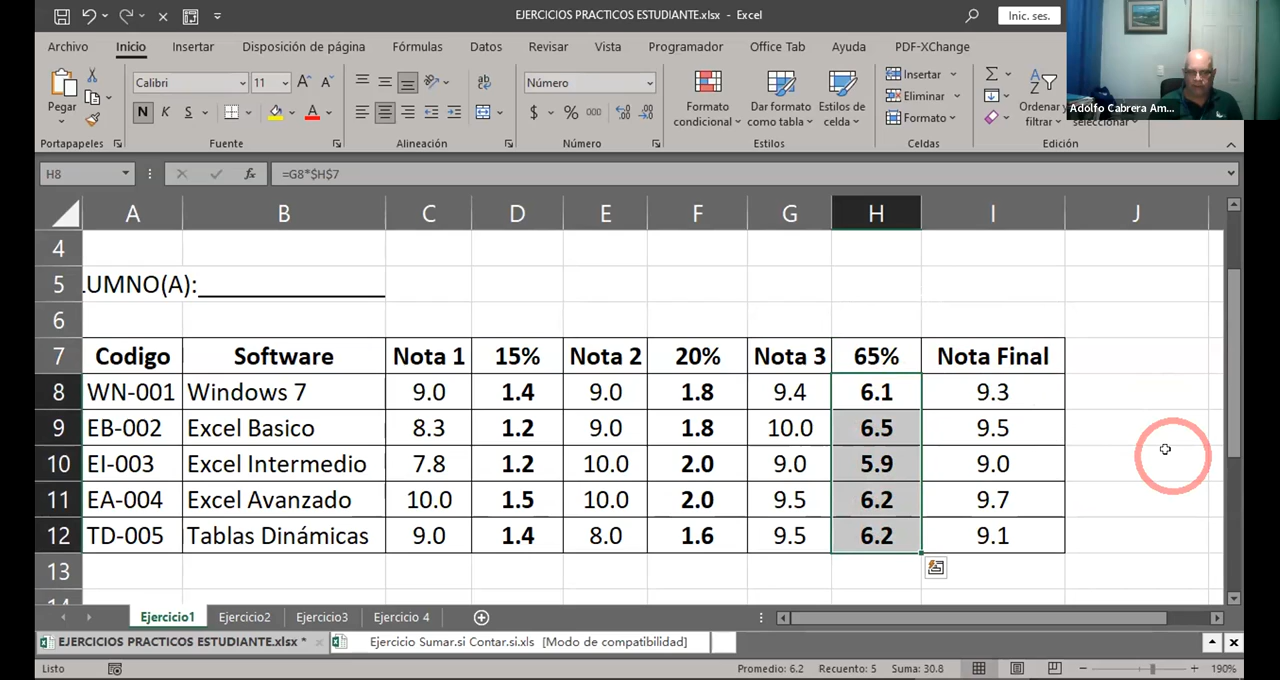 EJERCICIOS PRACTICOS ESTUDIANTE.xlsx - Excel
Inic. ses.
Archivo Inicio Insertar Disposición de página Fórmulas Datos Revisar Vista Programador Office Tab Ayuda PDF-XChange
Pegar
Calibri 11
N K S
Número
$ % 000
Formato condicional
Dar formato como tabla
Estilos de celda
Insertar
Eliminar
Formato
Ordenar filtrar
seleccionar
Adolfo Cabrera Am...
Portapapeles Fuente Alineación Número Estilos Celdas Edición
H8 fx =G8*$H$7
A B C D E F G H I J
4
5 LUMNO(A):
6
7 Codigo Software Nota 1 15% Nota 2 20% Nota 3 65% Nota Final
8 WN-001 Windows 7 9.0 1.4 9.0 1.8 9.4 6.1 9.3
9 EB-002 Excel Basico 8.3 1.2 9.0 1.8 10.0 6.5 9.5
10 EI-003 Excel Intermedio 7.8 1.2 10.0 2.0 9.0 5.9 9.0
11 EA-004 Excel Avanzado 10.0 1.5 10.0 2.0 9.5 6.2 9.7
12 TD-005 Tablas Dinámicas 9.0 1.4 8.0 1.6 9.5 6.2 9.1
13
14
Ejercicio1 Ejercicio2 Ejercicio3 Ejercicio 4
EJERCICIOS PRACTICOS ESTUDIANTE.xlsx * Ejercicio Sumar.si Contar.si.xls [Modo de compatibilidad]
Listo Promedio: 6.2 Recuento: 5 Suma: 30.8 190%